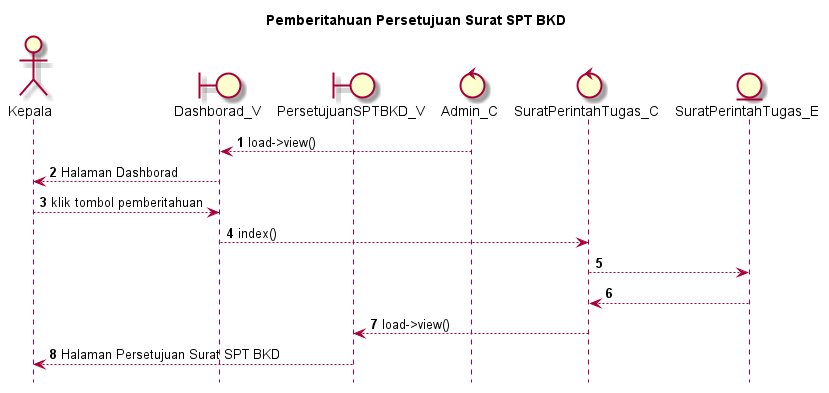 Pemberitahuan Persetujuan Surat SPT BKD
Kepala
Dashborad_V
PersetujuanSPTBKD_V
Admin_C
SuratPerintahTugas_C
SuratPerintahTugas_E
1 load->view()
2 Halaman Dashborad
3 klik tombol pemberitahuan
4 index()
5
6
7 load->view()
8 Halaman Persetujuan Surat SPT BKD